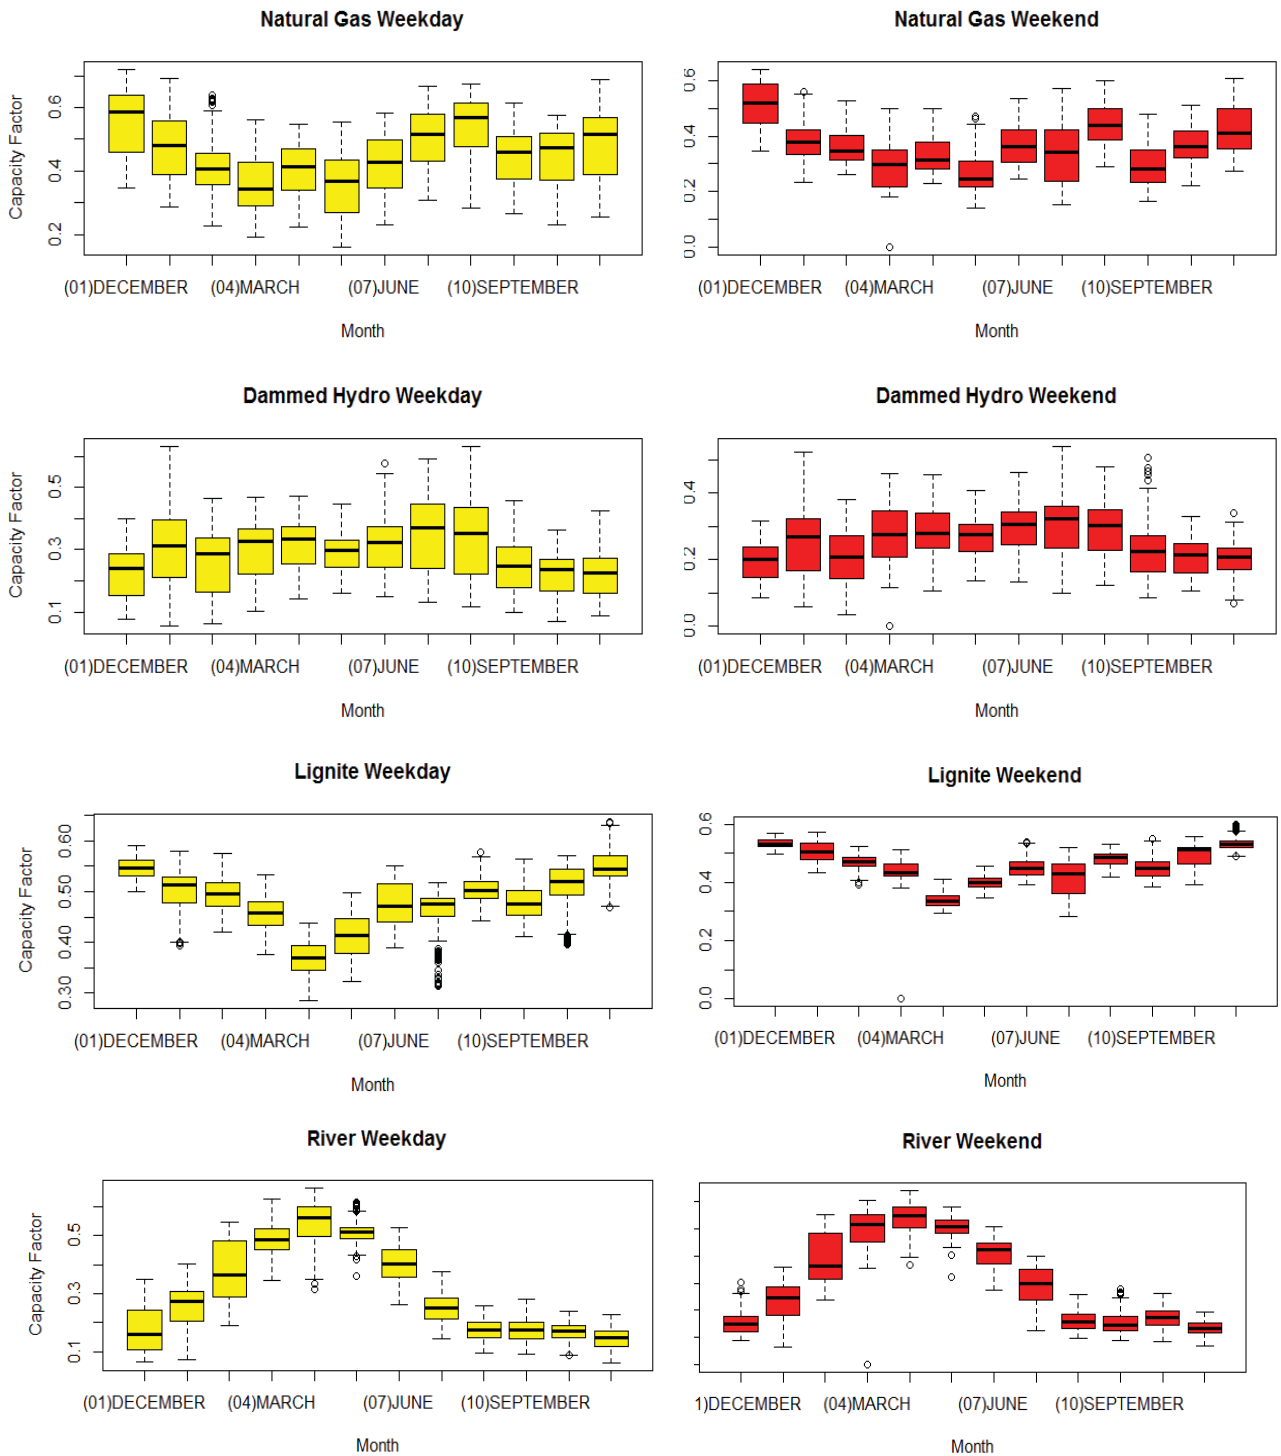 Natural Gas Weekday
Natural Gas Weekend
Capacity Factor
0.2 0.4 0.6
0.0 0.2 0.4 0.6
(01)DECEMBER (04)MARCH (07)JUNE (10)SEPTEMBER
(01)DECEMBER (04)MARCH (07)JUNE (10)SEPTEMBER
Month
Month
Dammed Hydro Weekday
Dammed Hydro Weekend
Capacity Factor
0.1 0.3 0.5
0.0 0.2 0.4
(01)DECEMBER (04)MARCH (07)JUNE (10)SEPTEMBER
(01)DECEMBER (04)MARCH (07)JUNE (10)SEPTEMBER
Month
Month
Lignite Weekday
Lignite Weekend
Capacity Factor
0.30 0.40 0.50 0.60
0.0 0.2 0.4 0.6
(01)DECEMBER (04)MARCH (07)JUNE (10)SEPTEMBER
(01)DECEMBER (04)MARCH (07)JUNE (10)SEPTEMBER
Month
Month
River Weekday
River Weekend
Capacity Factor
0.1 0.3 0.5
(01)DECEMBER (04)MARCH (07)JUNE (10)SEPTEMBER
1)DECEMBER (04)MARCH (07)JUNE (10)SEPTEMBER
Month
Month